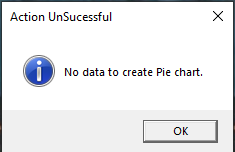 Action UnSucessful
No data to create Pie chart.
OK